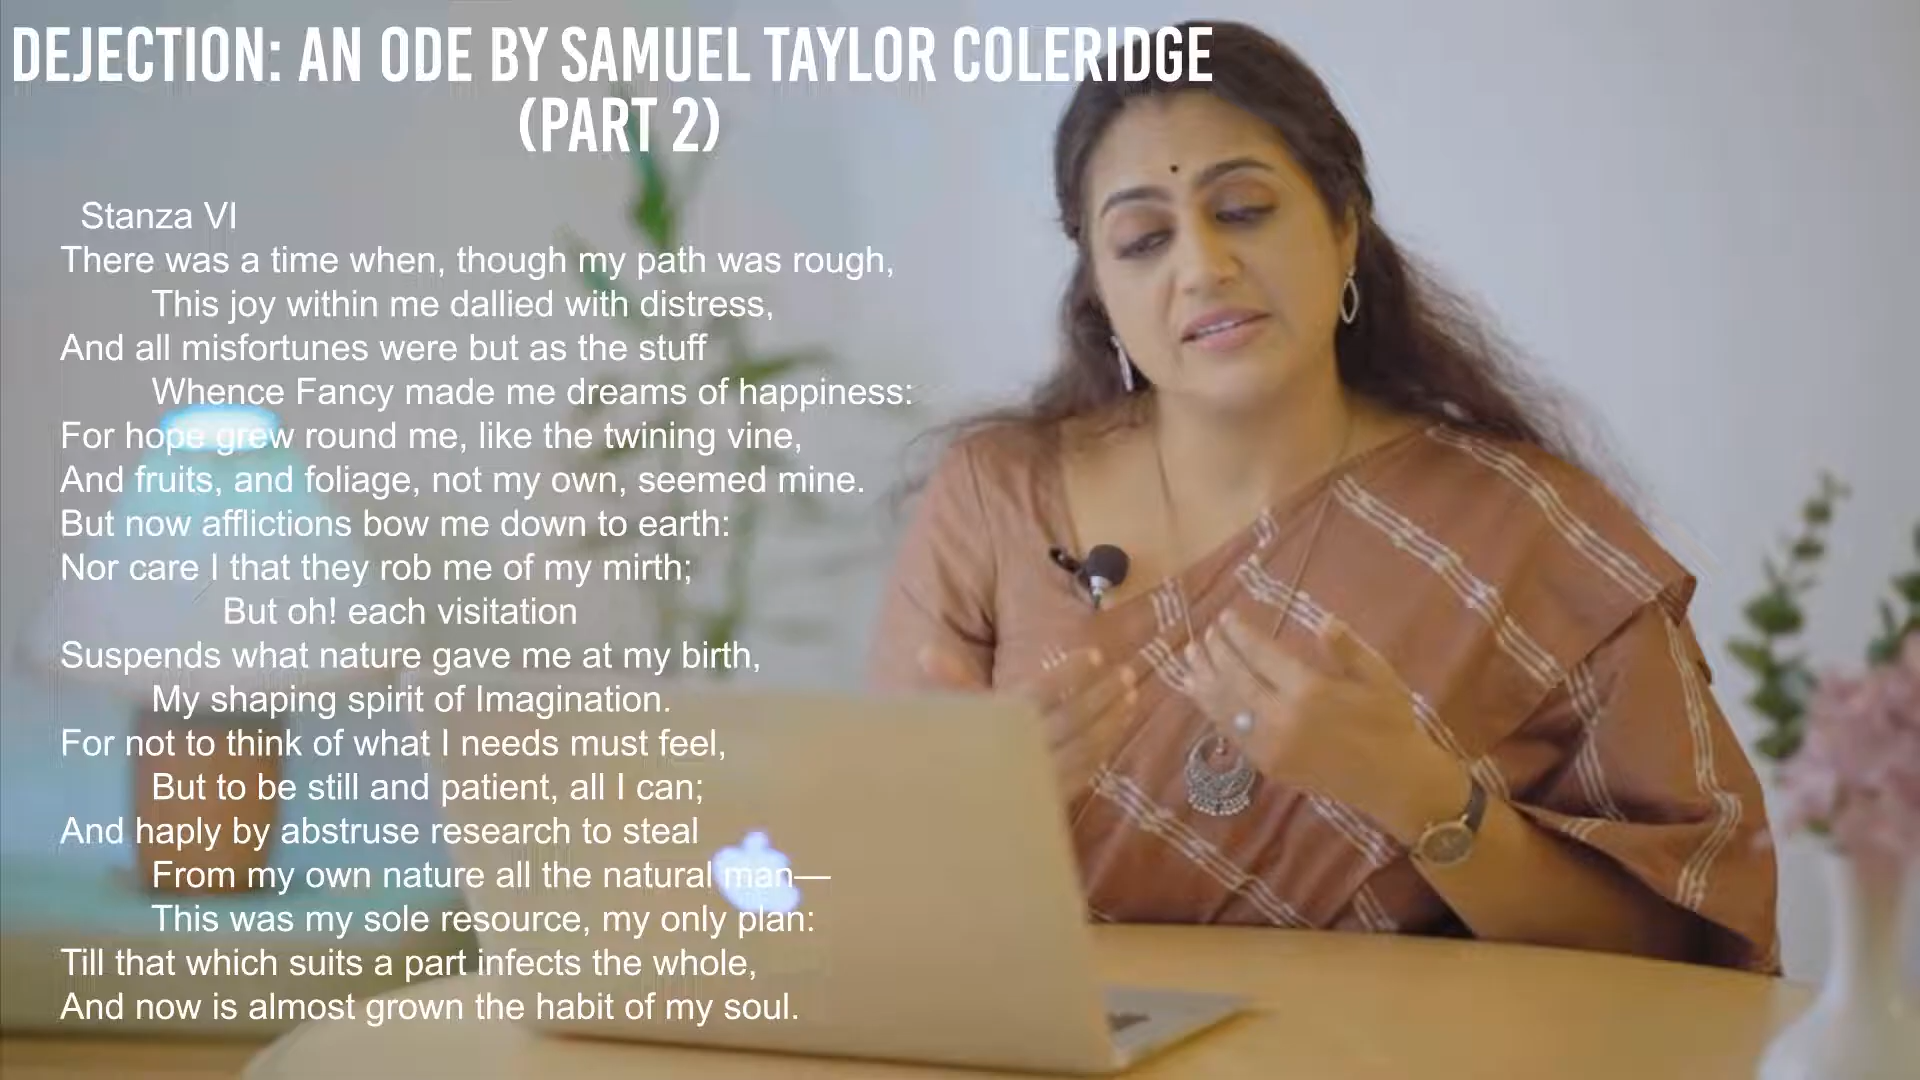 DEJECTION: AN ODE BY SAMUEL TAYLOR COLERIDGE
(PART 2)
Stanza VI
There was a time when, though my path was rough,
This joy within me dallied with distress,
And all misfortunes were but as the stuff
Whence Fancy made me dreams of happiness:
For hope grew round me, like the twining vine,
And fruits, and foliage, not my own, seemed mine.
But now afflictions bow me down to earth:
Nor care I that they rob me of my mirth;
But oh! each visitation
Suspends what nature gave me at my birth,
My shaping spirit of Imagination.
For not to think of what I needs must feel,
But to be still and patient, all I can;
And haply by abstruse research to steal
From my own nature all the natural man—
This was my sole resource, my only plan:
Till that which suits a part infects the whole,
And now is almost grown the habit of my soul.